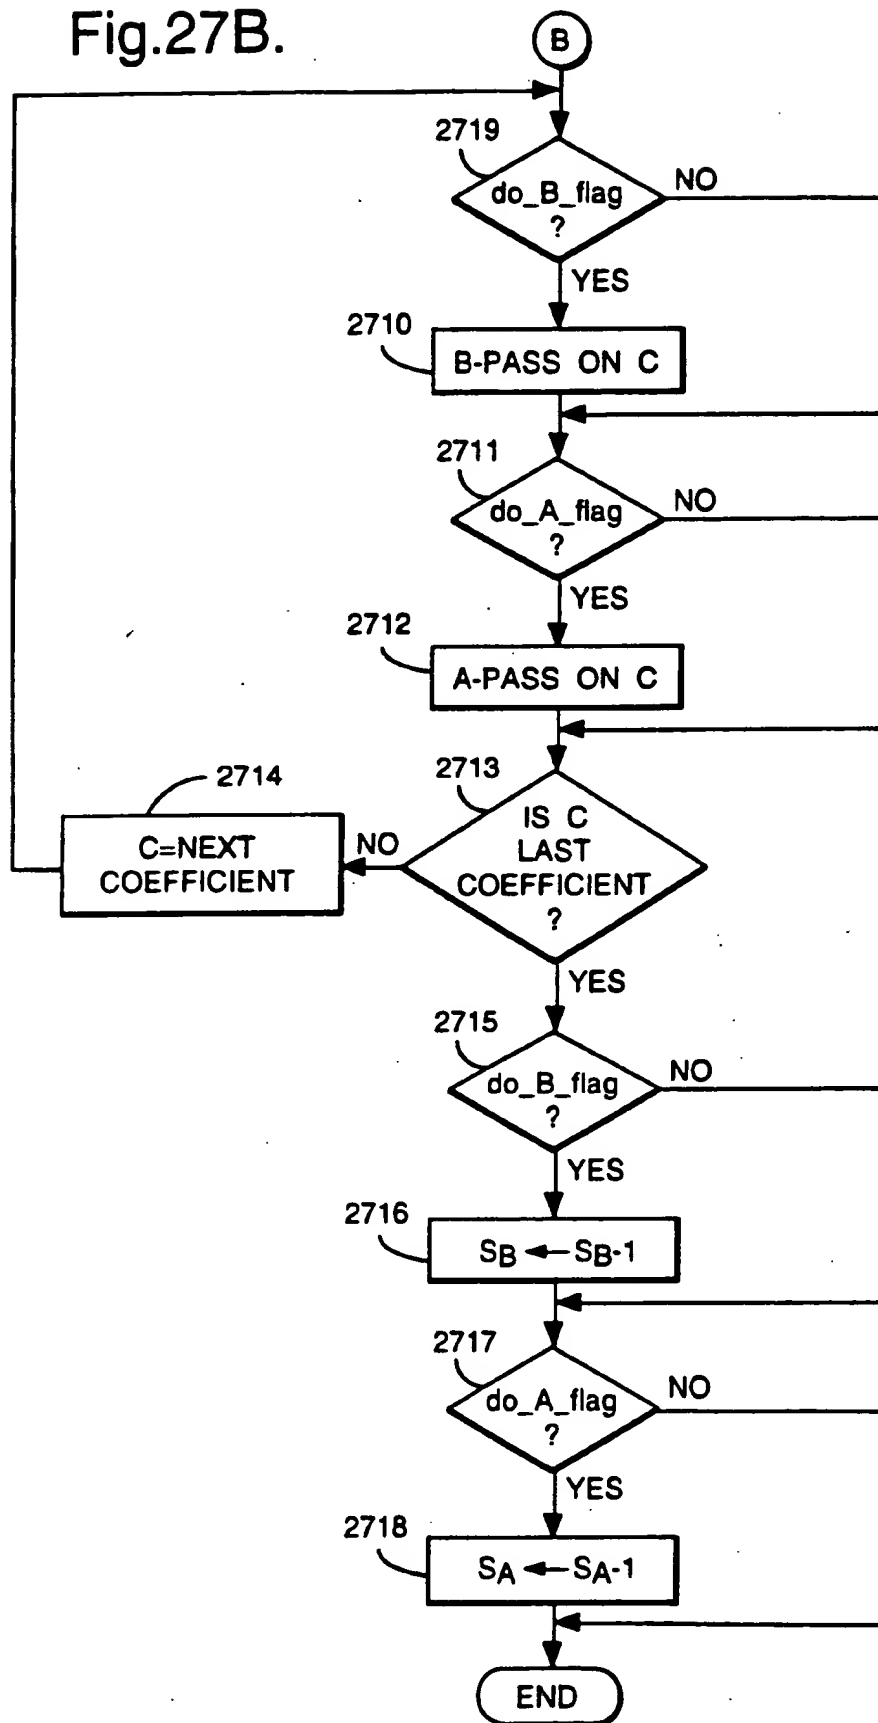 Fig.27B.
B
2719
do_B_flag
?
NO
YES
2710
B-PASS ON C
2711
do_A_flag
?
NO
YES
2712
A-PASS ON C
2713
IS C
LAST
COEFFICIENT
?
NO
2714
C=NEXT
COEFFICIENT
YES
2715
do_B_flag
?
NO
YES
2716
SB ← SB-1
2717
do_A_flag
?
NO
YES
2718
SA ← SA-1
END